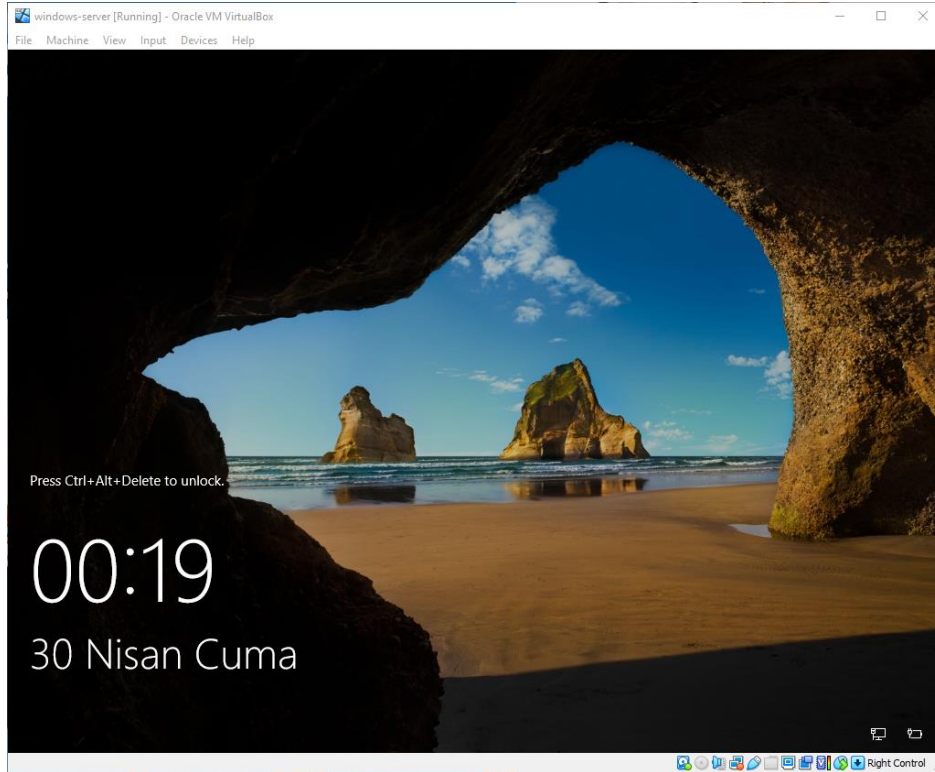 windows-server [Running] - Oracle VM VirtualBox
File Machine View Input Devices Help
Press Ctrl+Alt+Delete to unlock.
00:19
30 Nisan Cuma
Right Control